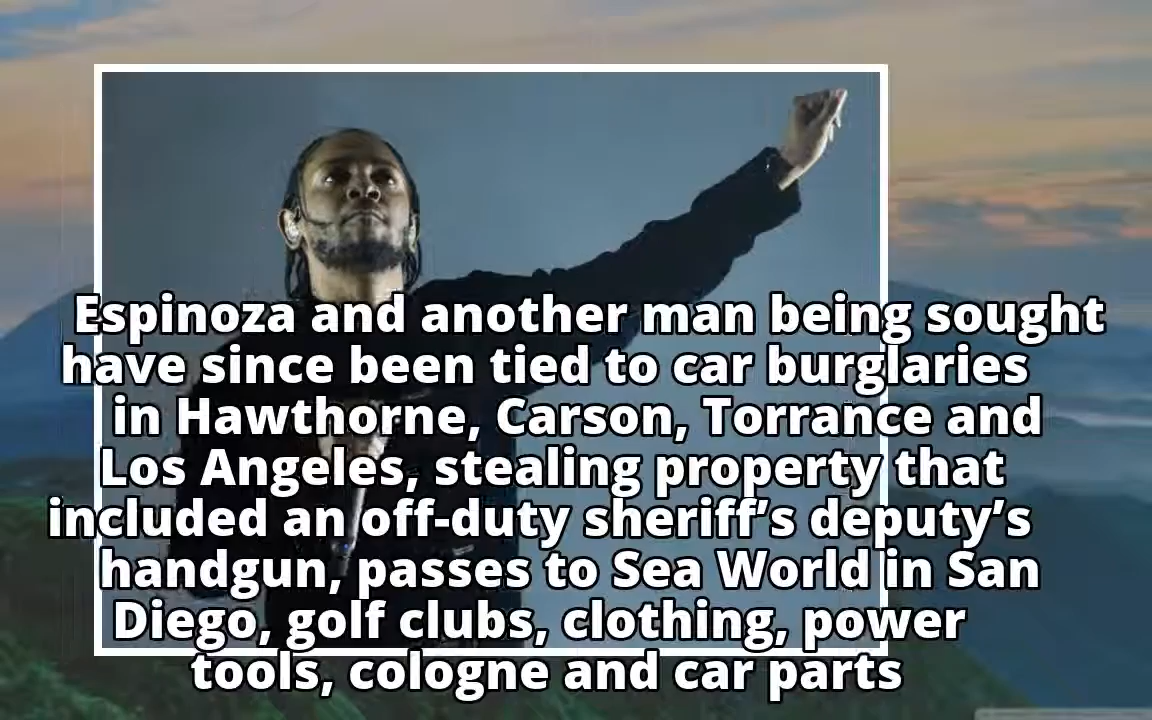 Espinoza and another man being sought
have since been tied to car burglaries
in Hawthorne, Carson, Torrance and
Los Angeles, stealing property that
included an off-duty sheriff’s deputy’s
handgun, passes to Sea World in San
Diego, golf clubs, clothing, power
tools, cologne and car parts